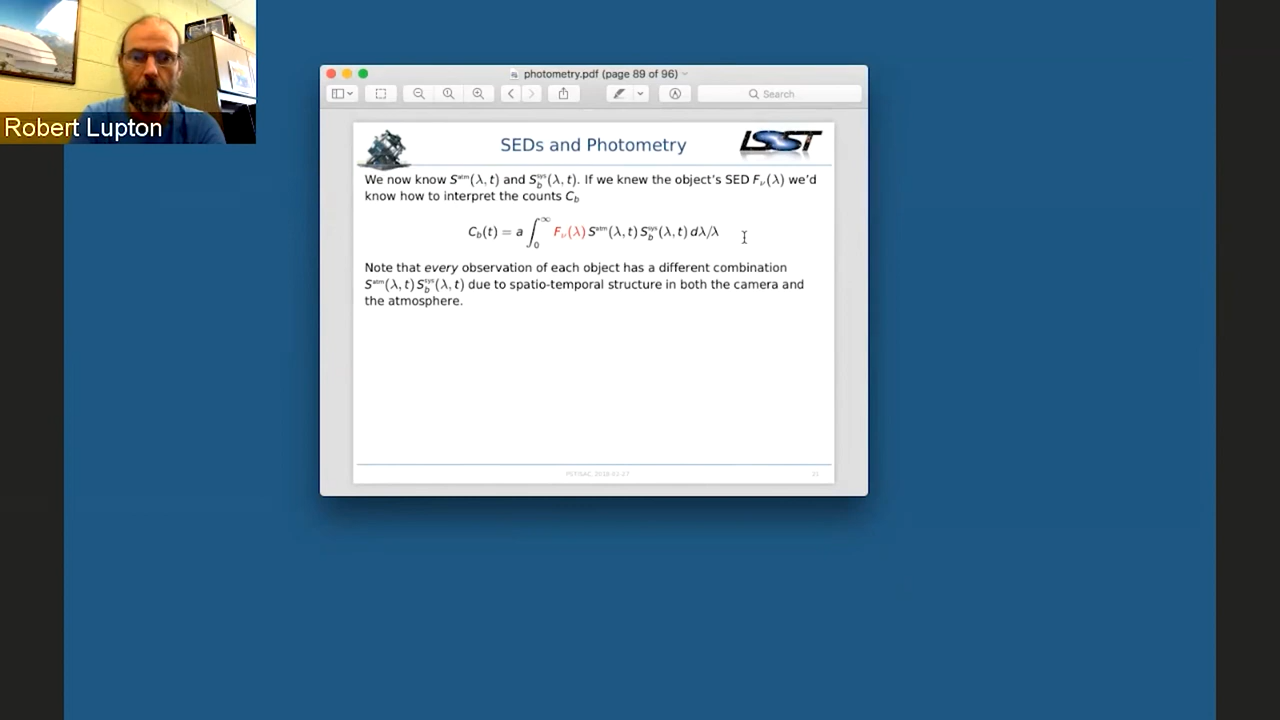 Robert Lupton
photometry.pdf (page 89 of 96)
Search
SEDs and Photometry
LSST
We now know Sᵃᵗᵐ(λ, t) and S_b^sys(λ, t). If we knew the object's SED F_ν(λ) we'd
know how to interpret the counts C_b
C_b(t) = a ∫_0^∞ F_ν(λ) Sᵃᵗᵐ(λ, t) S_b^sys(λ, t) dλ/λ
Note that every observation of each object has a different combination
Sᵃᵗᵐ(λ, t) S_b^sys(λ, t) due to spatio-temporal structure in both the camera and
the atmosphere.